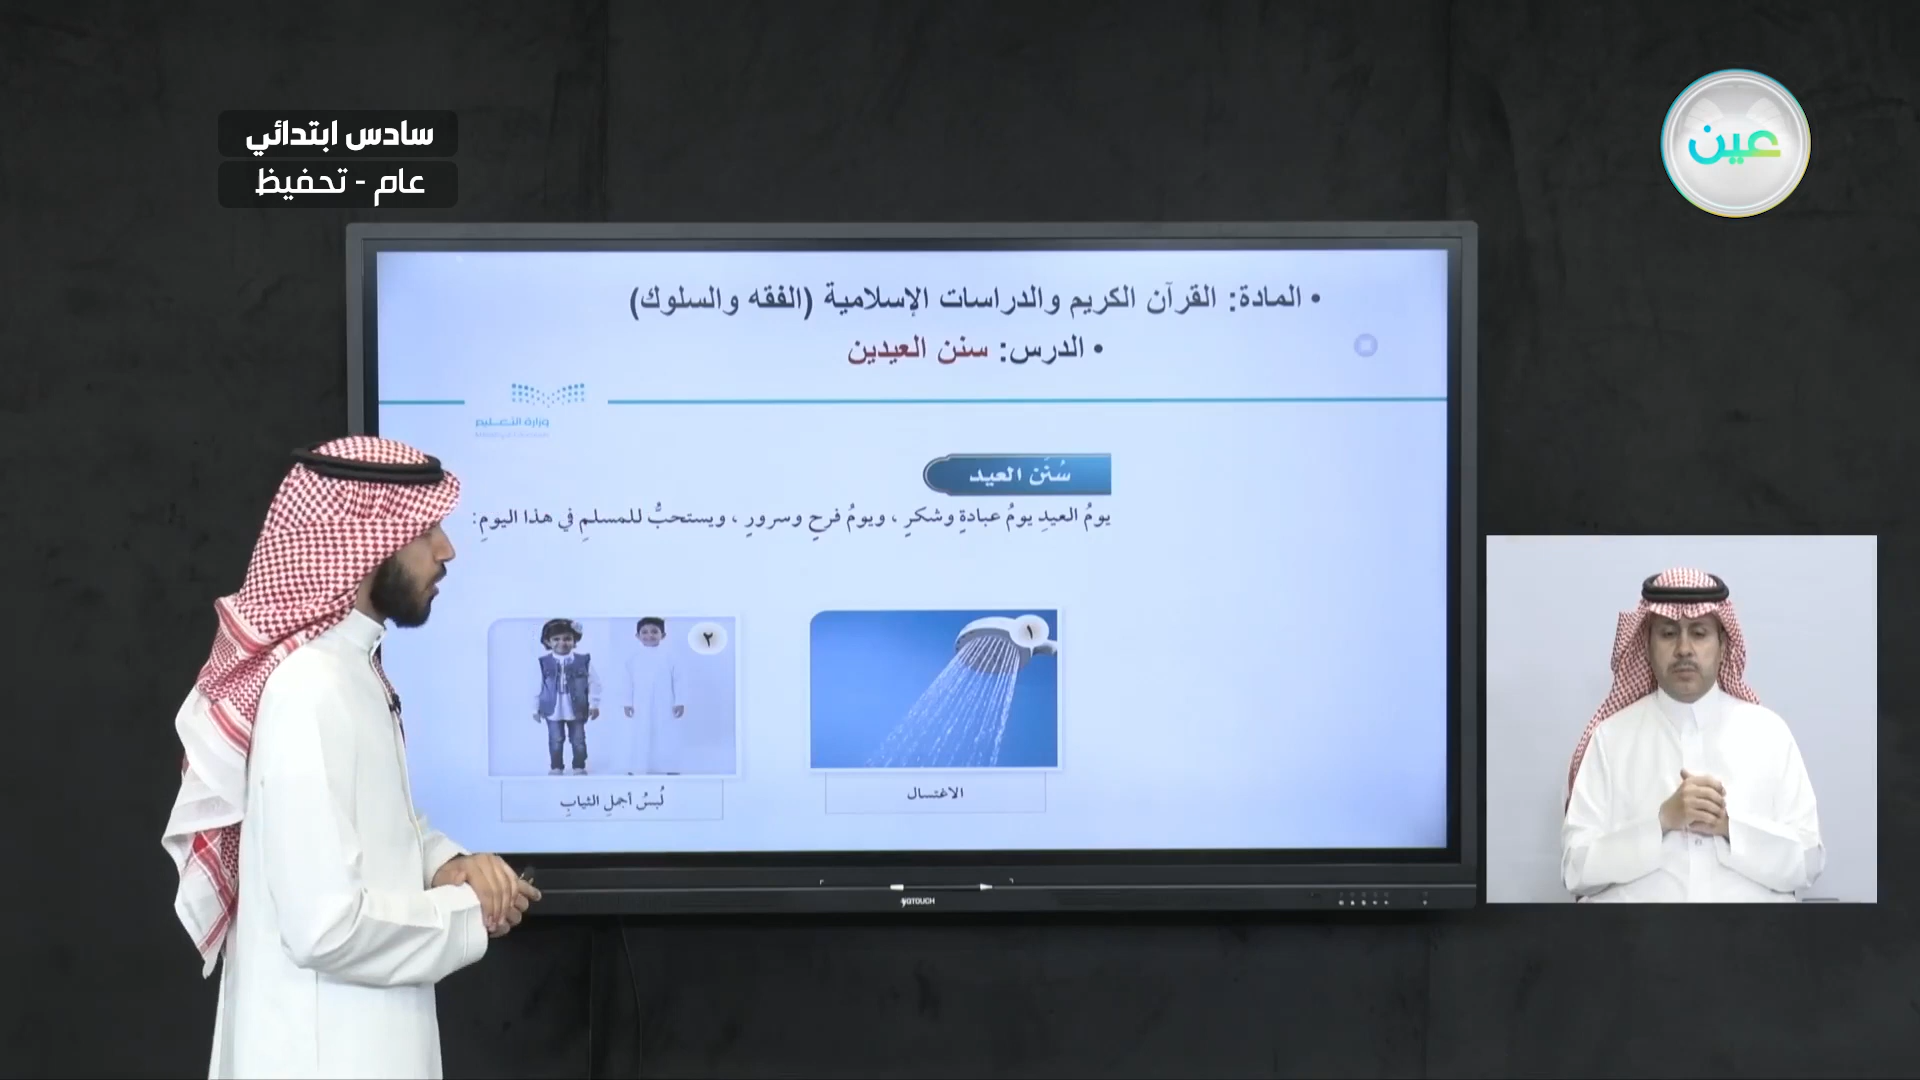 سادس ابتدائي
عام - تحفيظ
عين
• المادة: القرآن الكريم والدراسات الإسلامية (الفقه والسلوك)
• الدرس: سنن العيدين
وزارة التعليم
سُنَن العيد
يومُ العيدِ يومُ عبادةٍ وشكرٍ ، ويومُ فرحٍ وسرورٍ ، ويستحبُّ للمسلمِ في هذا اليومِ:
١
٢
الاغتسال
لُبسُ أجملِ الثيابِ